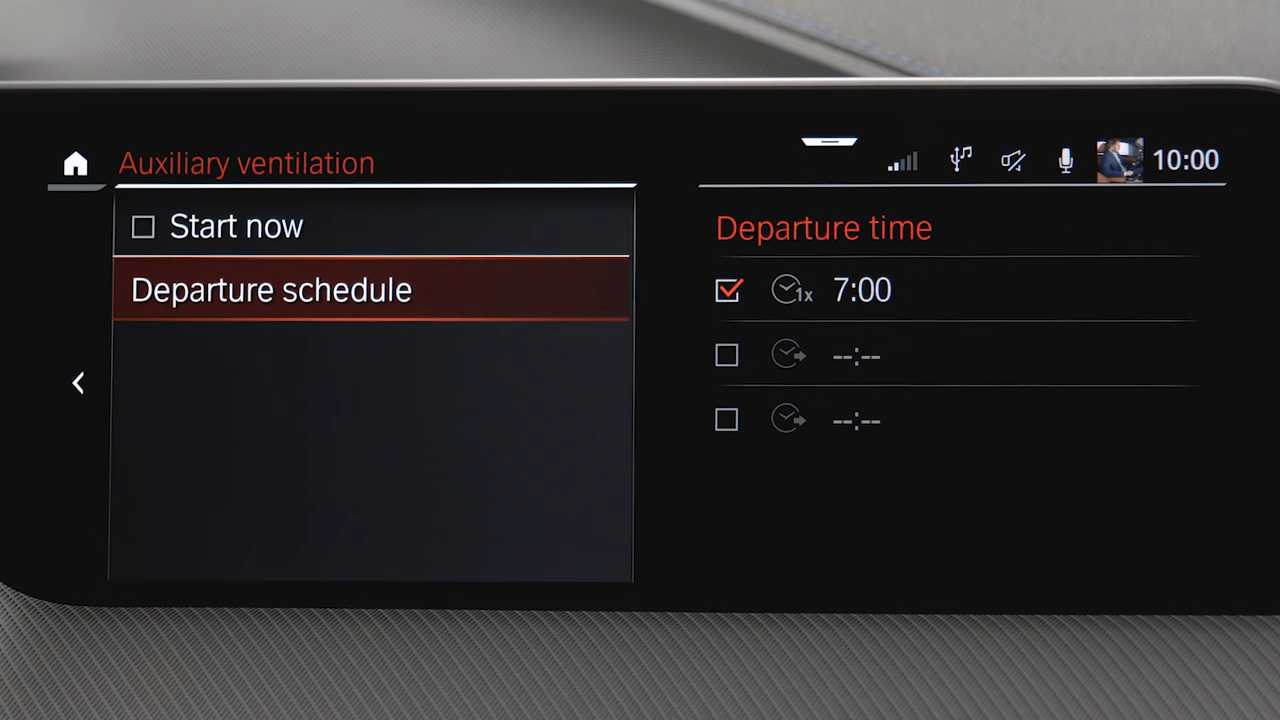 Auxiliary ventilation
10:00
Start now
Departure schedule
Departure time
1x 7:00
--:--
--:--